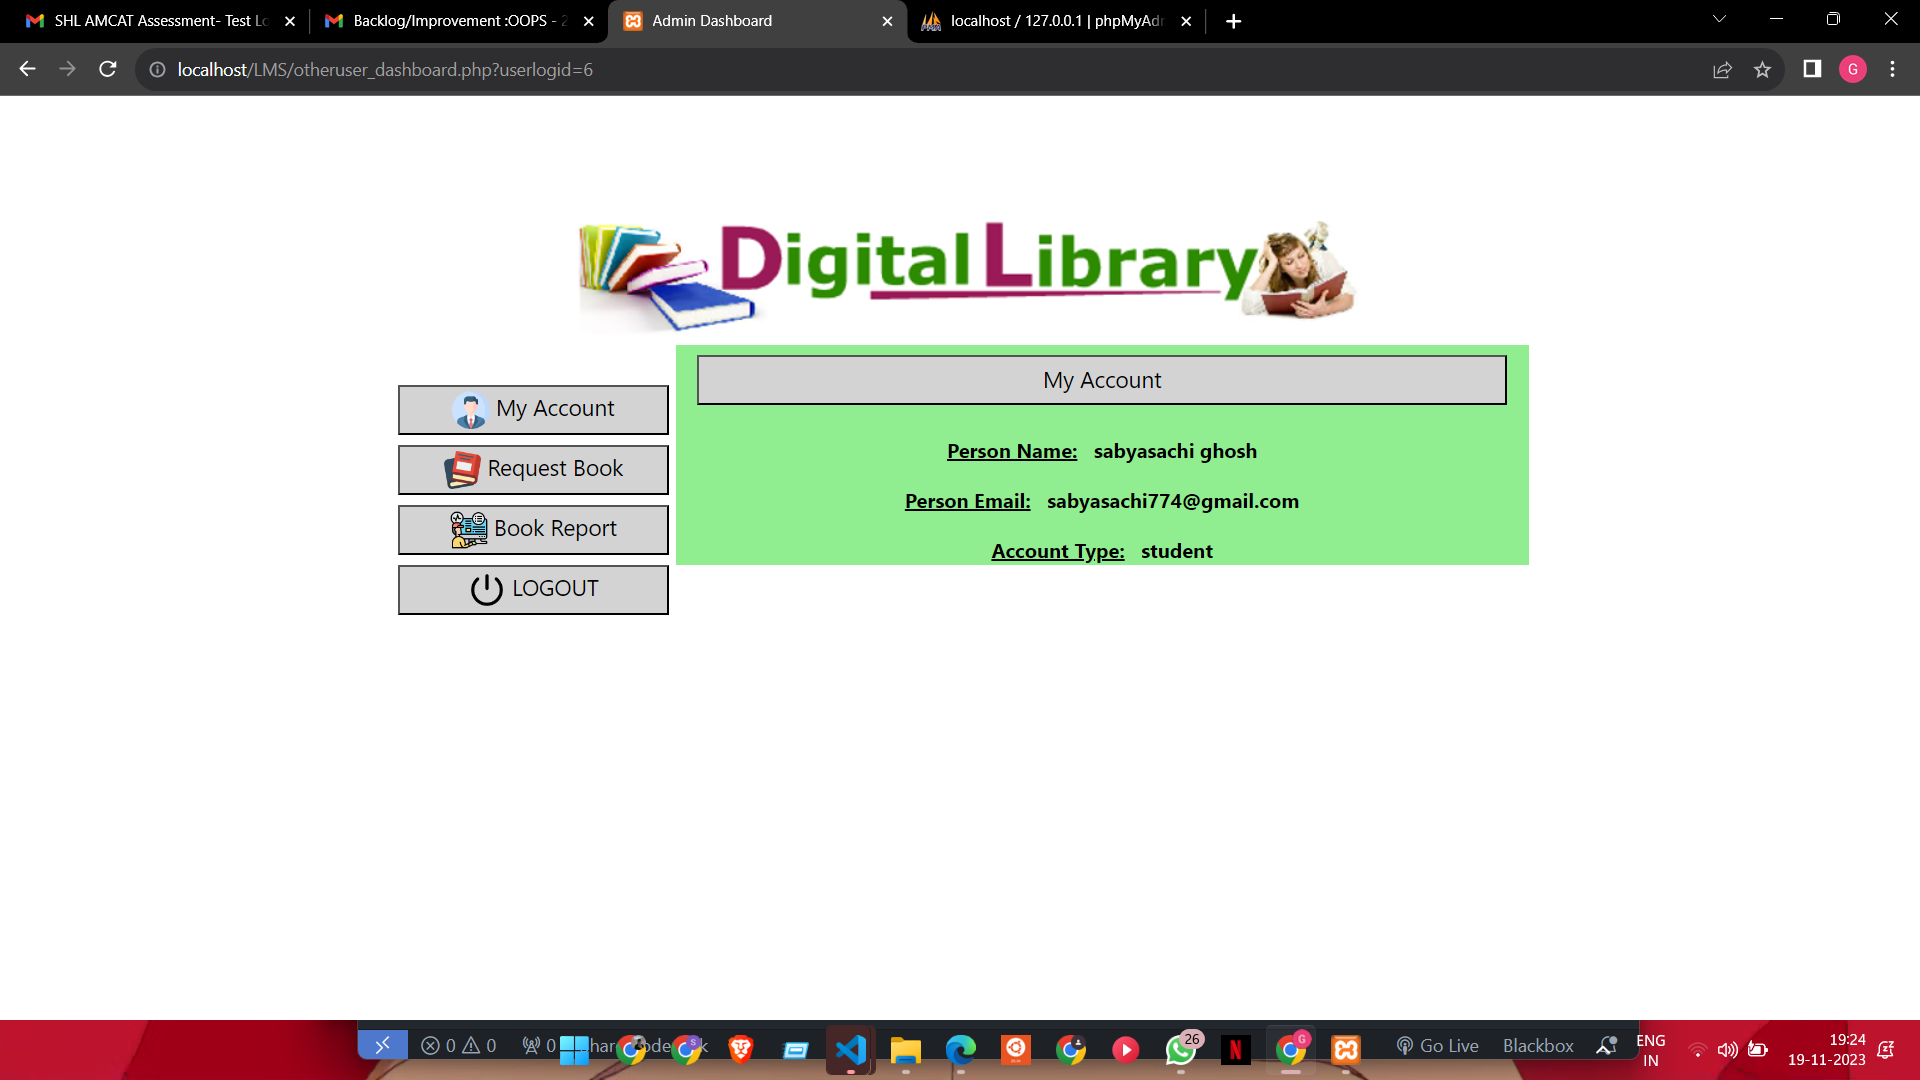 SHL AMCAT Assessment- Test Lo
Backlog/Improvement :OOPS - 2
Admin Dashboard
localhost / 127.0.0.1 | phpMyAdm
localhost/LMS/otheruser_dashboard.php?userlogid=6
G
Digital Library
My Account
My Account
Request Book
Book Report
LOGOUT
Person Name: sabyasachi ghosh
Person Email: sabyasachi774@gmail.com
Account Type: student
0 0 0
26
N
G
Go Live
Blackbox
ENG
IN
19:24
19-11-2023